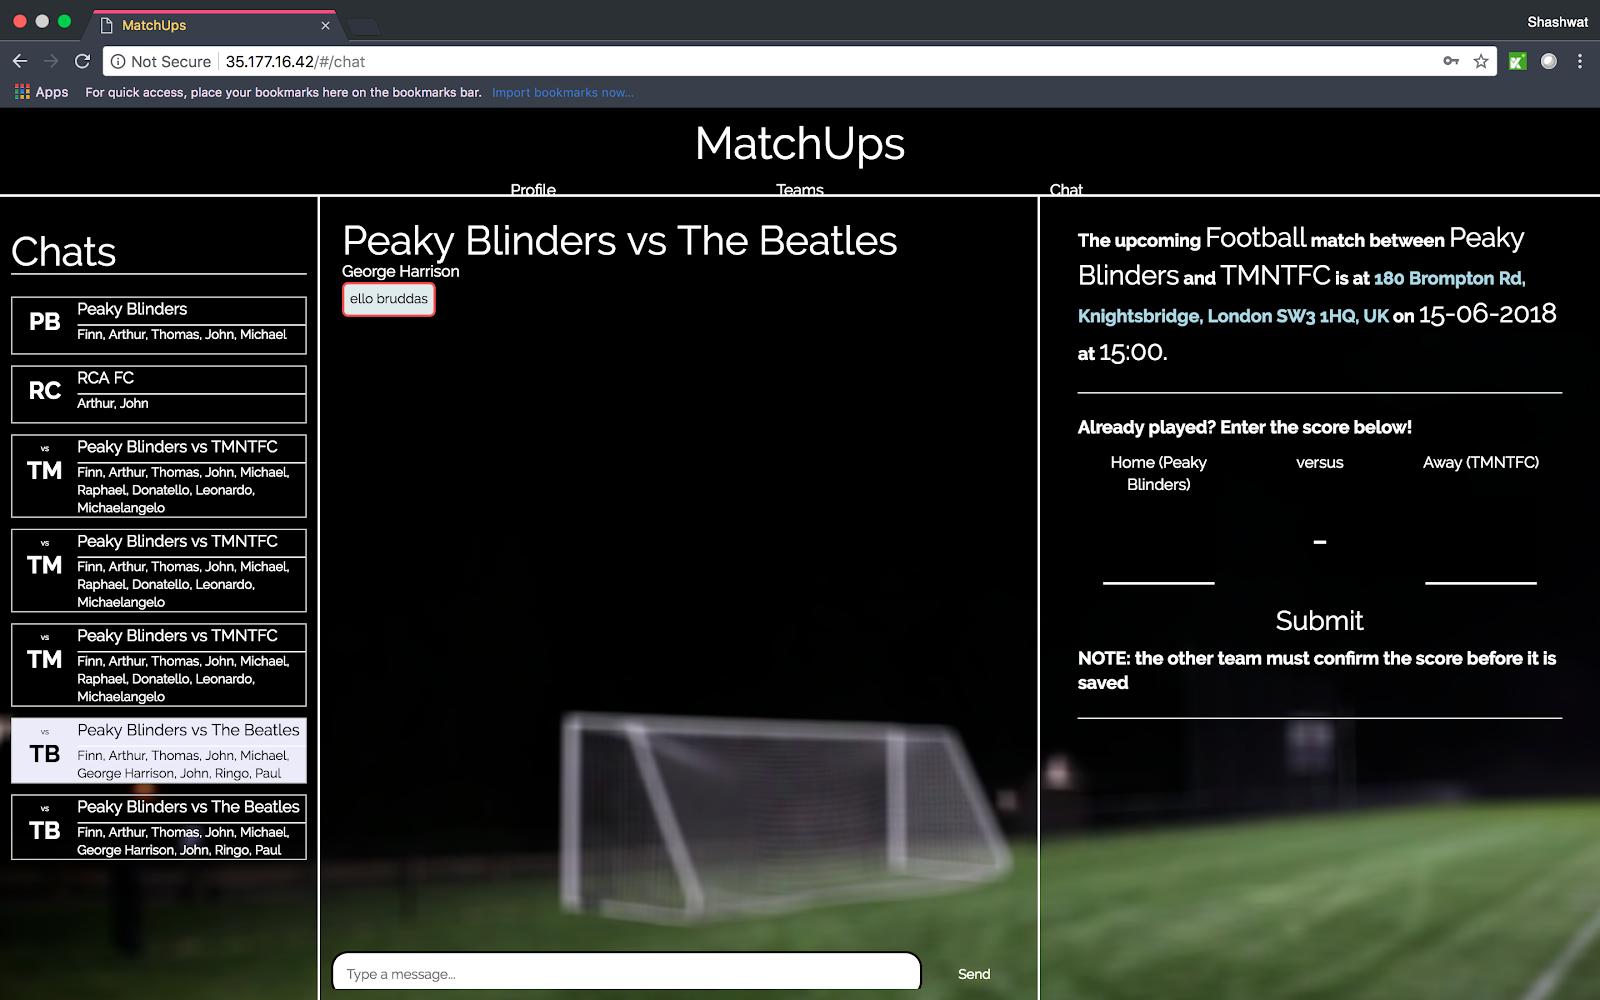 MatchUps
Shashwat
Not Secure
35.177.16.42/#/chat
Apps
For quick access, place your bookmarks here on the bookmarks bar. Import bookmarks now...
MatchUps
Profile
Teams
Chat
Chats
PB
Peaky Blinders
Finn, Arthur, Thomas, John, Michael
RC
RCA FC
Arthur, John
vs
TM
Peaky Blinders vs TMNTFC
Finn, Arthur, Thomas, John, Michael,
Raphael, Donatello, Leonardo,
Michaelangelo
vs
TM
Peaky Blinders vs TMNTFC
Finn, Arthur, Thomas, John, Michael,
Raphael, Donatello, Leonardo,
Michaelangelo
vs
TM
Peaky Blinders vs TMNTFC
Finn, Arthur, Thomas, John, Michael,
Raphael, Donatello, Leonardo,
Michaelangelo
vs
TB
Peaky Blinders vs The Beatles
Finn, Arthur, Thomas, John, Michael,
George Harrison, John, Ringo, Paul
vs
TB
Peaky Blinders vs The Beatles
Finn, Arthur, Thomas, John, Michael,
George Harrison, John, Ringo, Paul
Peaky Blinders vs The Beatles
George Harrison
ello bruddas
Type a message...
Send
The upcoming Football match between Peaky
Blinders and TMNTFC is at 180 Brompton Rd,
Knightsbridge, London SW3 1HQ, UK on 15-06-2018
at 15:00.
Already played? Enter the score below!
Home (Peaky
Blinders)
versus
Away (TMNTFC)
-
Submit
NOTE: the other team must confirm the score before it is
saved